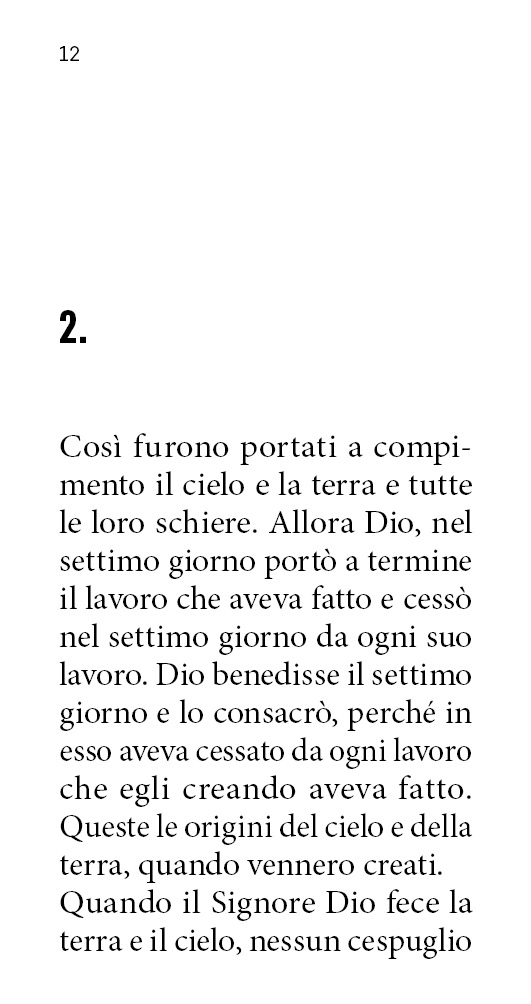 12
2.
Così furono portati a compi-
mento il cielo e la terra e tutte
le loro schiere. Allora Dio, nel
settimo giorno portò a termine
il lavoro che aveva fatto e cessò
nel settimo giorno da ogni suo
lavoro. Dio benedisse il settimo
giorno e lo consacrò, perché in
esso aveva cessato da ogni lavoro
che egli creando aveva fatto.
Queste le origini del cielo e della
terra, quando vennero creati.
Quando il Signore Dio fece la
terra e il cielo, nessun cespuglio